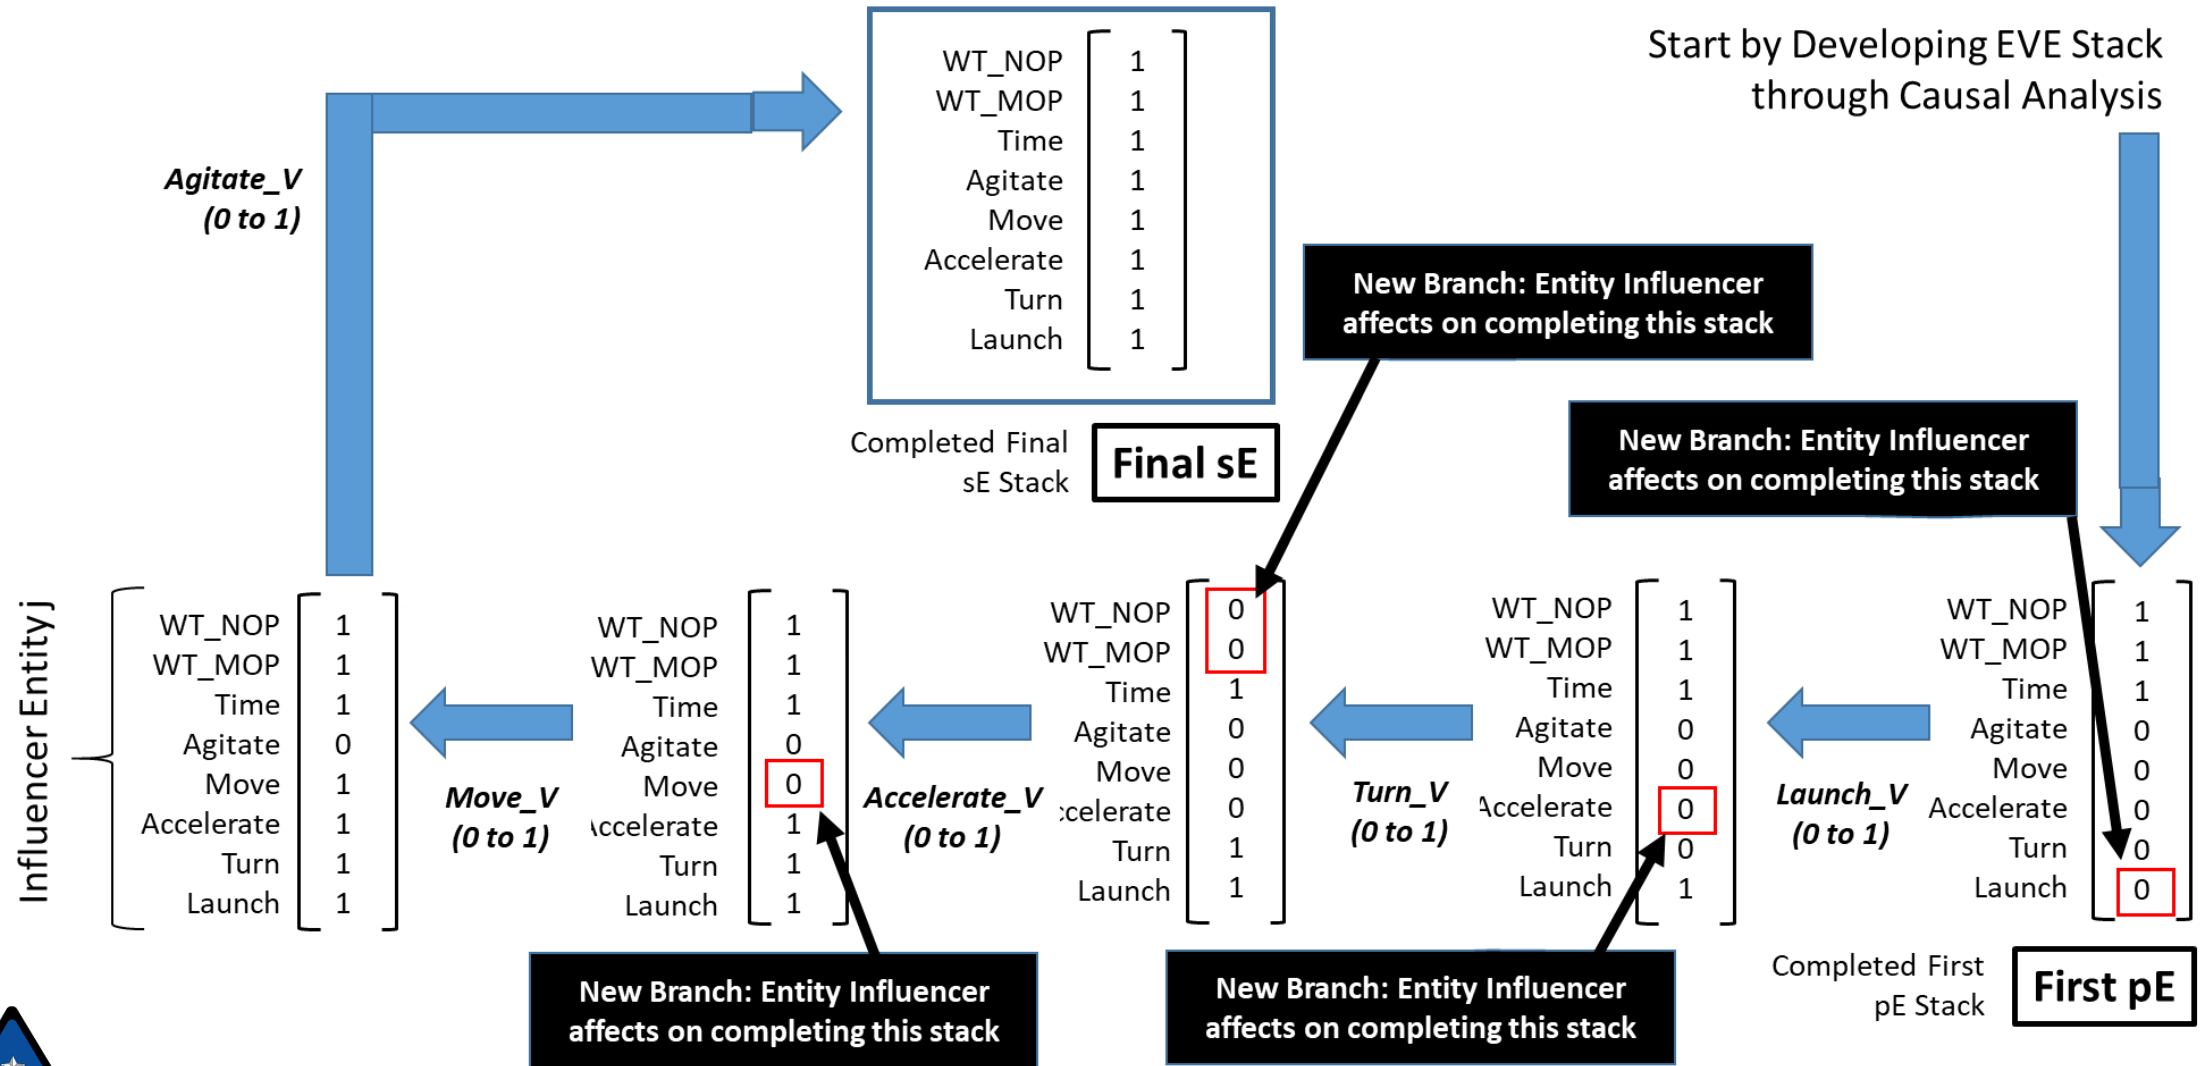 Start by Developing EVE Stack
through Causal Analysis
WT_NOP 1
WT_MOP 1
Time 1
Agitate 1
Move 1
Accelerate 1
Turn 1
Launch 1
Agitate_V
(0 to 1)
New Branch: Entity Influencer
affects on completing this stack
Completed Final
sE Stack
Final sE
New Branch: Entity Influencer
affects on completing this stack
Influencer Entity j
WT_NOP 1
WT_MOP 1
Time 1
Agitate 0
Move 1
Accelerate 1
Turn 1
Launch 1
Move_V
(0 to 1)
WT_NOP 1
WT_MOP 1
Time 1
Agitate 0
Move 0
ccelerate 1
Turn 1
Launch 1
Accelerate_V
(0 to 1)
WT_NOP 0
WT_MOP 0
Time 1
Agitate 0
Move 0
ccelerate 0
Turn 1
Launch 1
Turn_V
(0 to 1)
WT_NOP 1
WT_MOP 1
Time 1
Agitate 0
Move 0
Accelerate 0
Turn 0
Launch 1
Launch_V
(0 to 1)
WT_NOP 1
WT_MOP 1
Time 1
Agitate 0
Move 0
Accelerate 0
Turn 0
Launch 0
New Branch: Entity Influencer
affects on completing this stack
New Branch: Entity Influencer
affects on completing this stack
Completed First
pE Stack
First pE